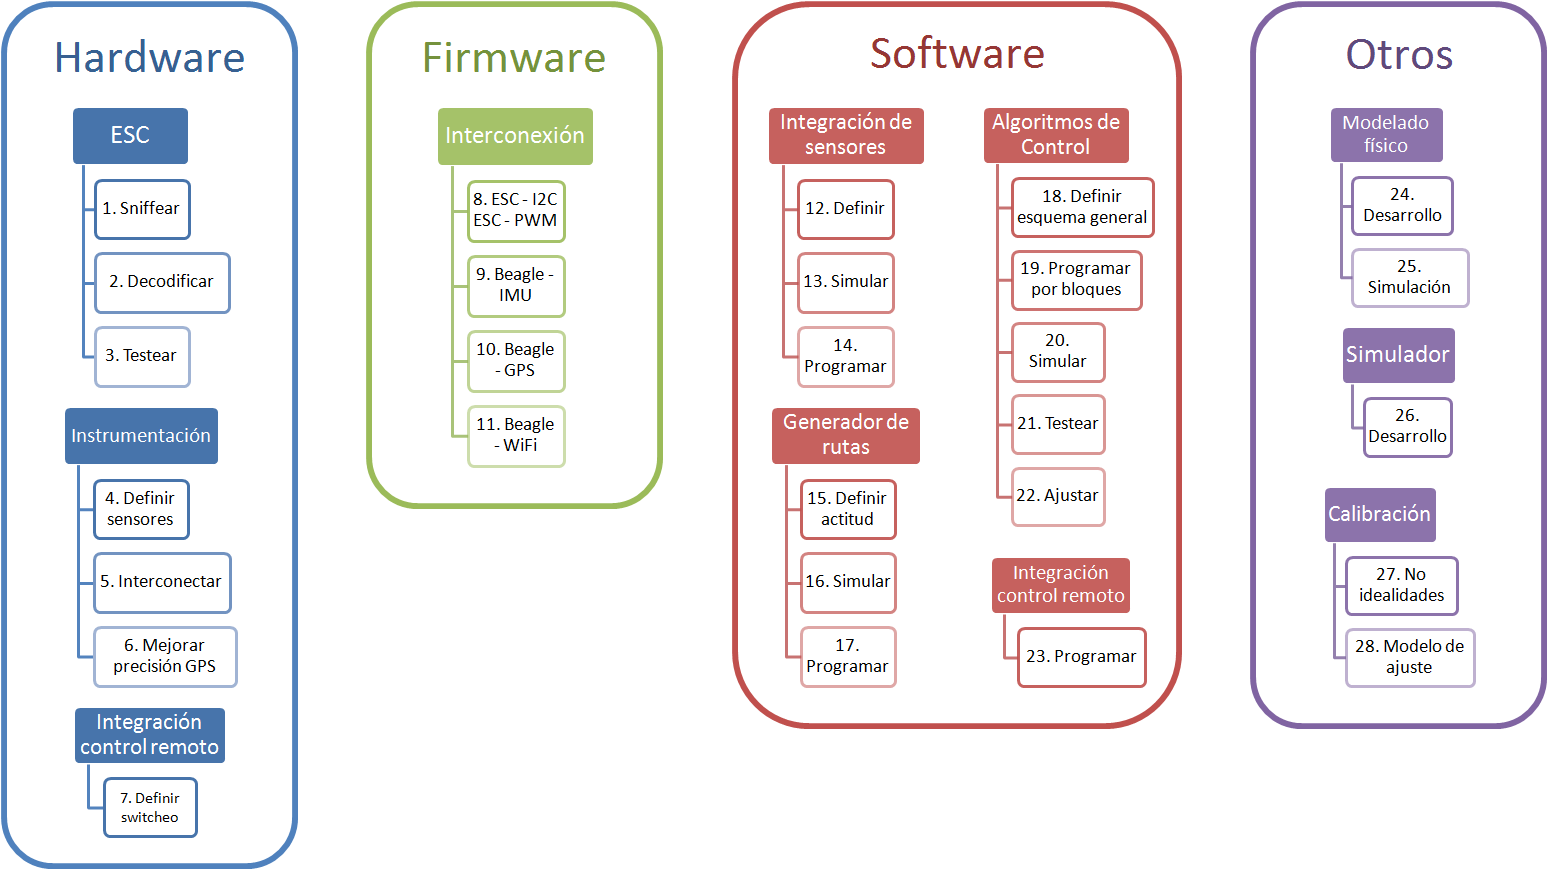 Hardware
ESC
1. Sniffear
2. Decodificar
3. Testear
Instrumentación
4. Definir
sensores
5. Interconectar
6. Mejorar
precisión GPS
Integración
control remoto
7. Definir
switcheo
Firmware
Interconexión
8. ESC - I2C
ESC - PWM
9. Beagle -
IMU
10. Beagle
- GPS
11. Beagle
- WiFi
Software
Integración de
sensores
12. Definir
13. Simular
14.
Programar
Generador de
rutas
15. Definir
actitud
16. Simular
17.
Programar
Algoritmos de
Control
18. Definir
esquema general
19. Programar
por bloques
20.
Simular
21. Testear
22. Ajustar
Integración
control remoto
23. Programar
Otros
Modelado
físico
24.
Desarrollo
25.
Simulación
Simulador
26.
Desarrollo
Calibración
27. No
idealidades
28. Modelo de
ajuste